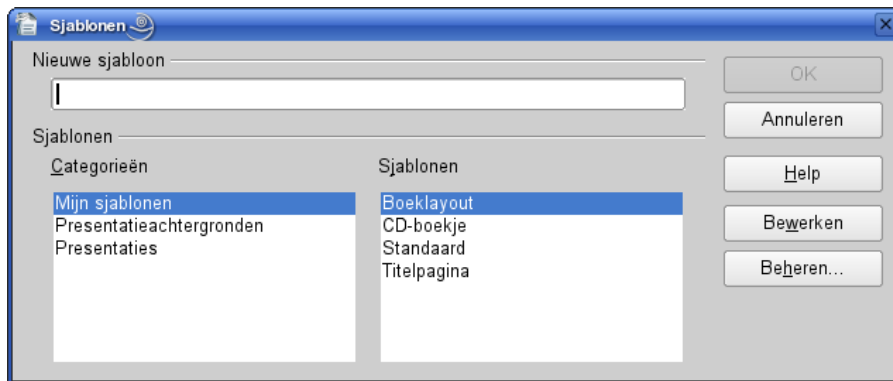 Sjablonen
Nieuwe sjabloon
OK
Annuleren
Sjablonen
Categorieën
Sjablonen
Help
Mijn sjablonen
Presentatieachtergronden
Presentaties
Boeklayout
CD-boekje
Standaard
Titelpagina
Bewerken
Beheren...